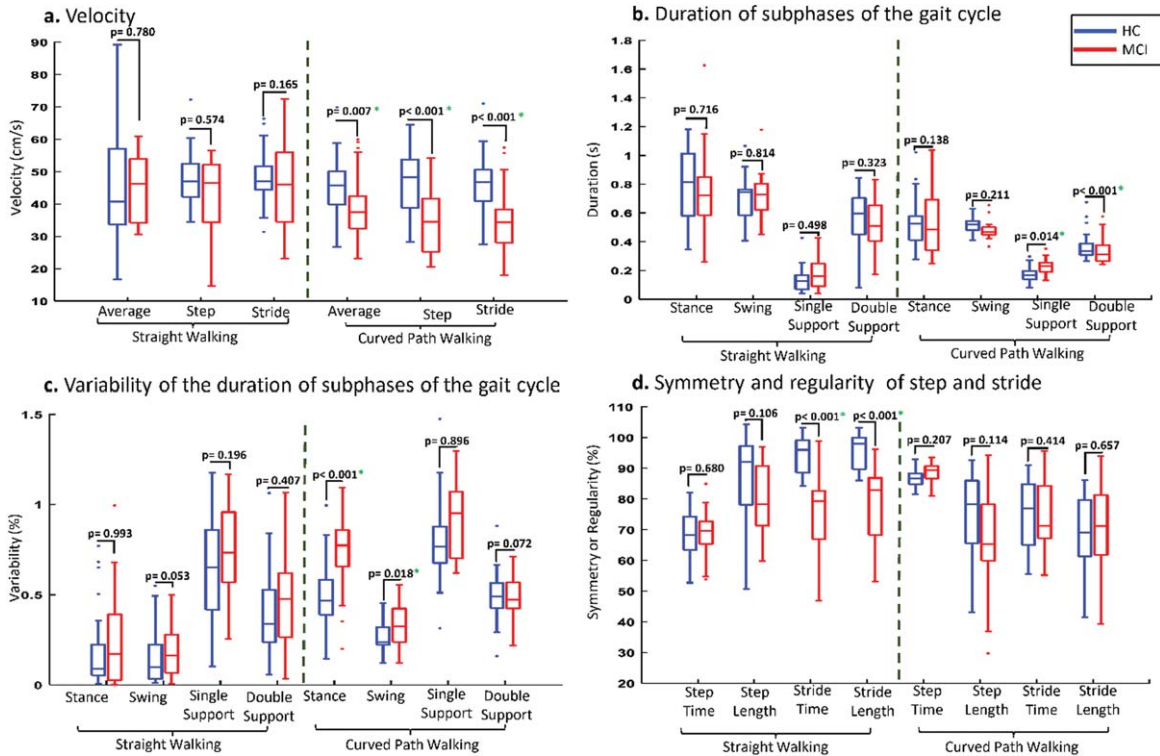 a. Velocity
90
80
70
60
50
40
30
20
10
Velocity (cm/s)
p= 0.780
p= 0.574
p= 0.165
p= 0.007 *
p< 0.001 *
p<0.001 *
Average Step Stride Average Step Stride
Straight Walking Curved Path Walking
b. Duration of subphases of the gait cycle
HC
MCI
1.8
1.6
1.4
1.2
1
0.8
0.6
0.4
0.2
0
Duration (s)
p= 0.716
p= 0.814
p= 0.498
p= 0.323
p= 0.138
p= 0.211
p= 0.014 *
p< 0.001 *
Stance Swing Single Double Stance Swing Single Double
Support Support Support Support
Straight Walking Curved Path Walking
c. Variability of the duration of subphases of the gait cycle
1.5
1
0.5
0
Variability (%)
p= 0.993
p= 0.053
p= 0.196
p= 0.407
p< 0.001 *
p= 0.018 *
p= 0.896
p= 0.072
Stance Swing Single Double Stance Swing Single Double
Support Support Support Support
Straight Walking Curved Path Walking
d. Symmetry and regularity of step and stride
110
100
90
80
70
60
50
40
30
20
Symmetry or Regularity (%)
p= 0.680
p= 0.106
p< 0.001 *
p< 0.001 *
p= 0.207
p= 0.114
p= 0.414
p= 0.657
Step Step Stride Stride Step Step Stride Stride
Time Length Time Length Time Length Time Length
Straight Walking Curved Path Walking